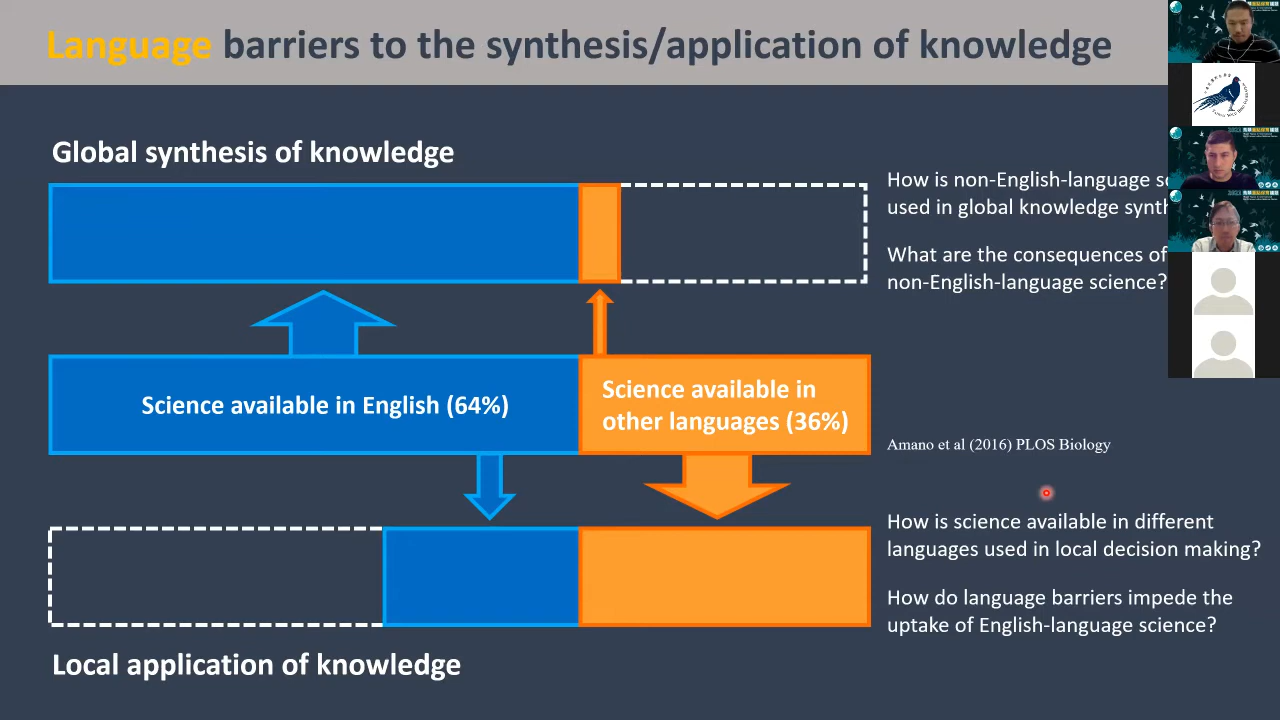 Language barriers to the synthesis/application of knowledge
Global synthesis of knowledge
How is non-English-language
used in global knowledge
What are the consequences of
non-English-language science?
Science available in English (64%)
Science available in
other languages (36%)
Amano et al (2016) PLOS Biology
How is science available in different
languages used in local decision making?
How do language barriers impede the
uptake of English-language science?
Local application of knowledge